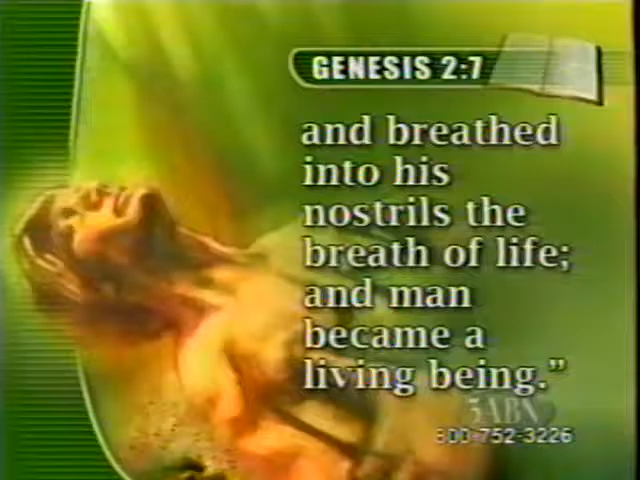 GENESIS 2:7
and breathed
into his
nostrils the
breath of life;
and man
became a
living being.”
3ABN
800-752-3226